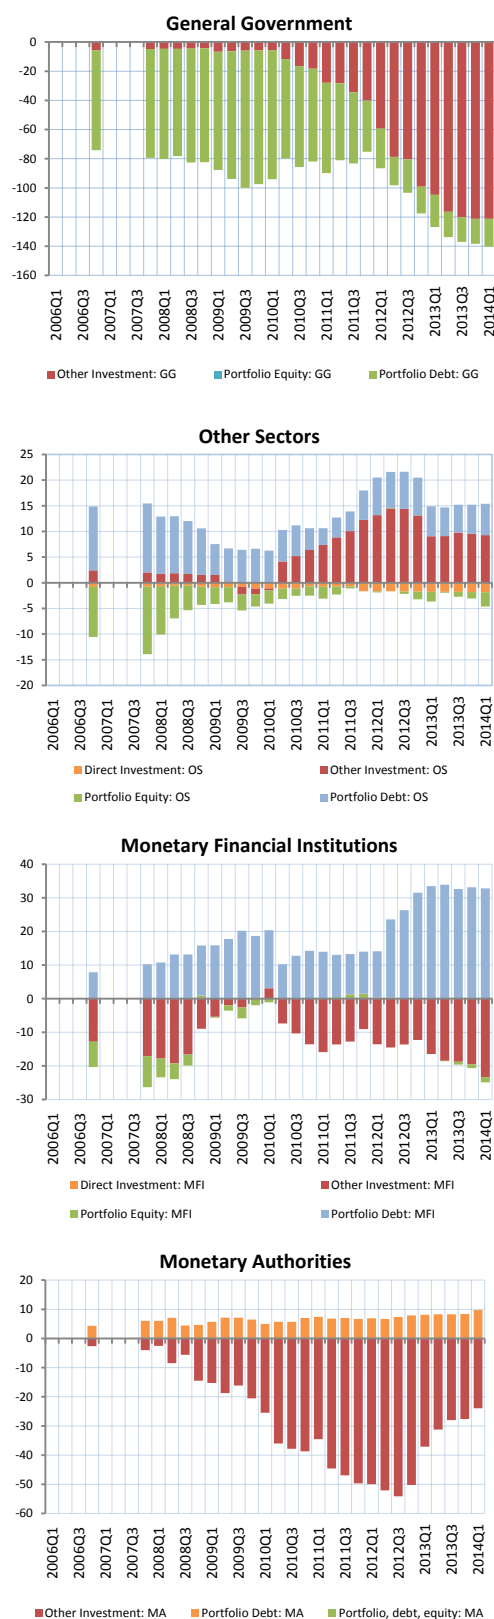 General Government
0
-20
-40
-60
-80
-100
-120
-140
-160
2006Q1 2006Q3 2007Q1 2007Q3 2008Q1 2008Q3 2009Q1 2009Q3 2010Q1 2010Q3 2011Q1 2011Q3 2012Q1 2012Q3 2013Q1 2013Q3 2014Q1
Other Investment: GG Portfolio Equity: GG Portfolio Debt: GG
Other Sectors
25
20
15
10
5
0
-5
-10
-15
-20
2006Q1 2006Q3 2007Q1 2007Q3 2008Q1 2008Q3 2009Q1 2009Q3 2010Q1 2010Q3 2011Q1 2011Q3 2012Q1 2012Q3 2013Q1 2013Q3 2014Q1
Direct Investment: OS Other Investment: OS
Portfolio Equity: OS Portfolio Debt: OS
Monetary Financial Institutions
40
30
20
10
0
-10
-20
-30
2006Q1 2006Q3 2007Q1 2007Q3 2008Q1 2008Q3 2009Q1 2009Q3 2010Q1 2010Q3 2011Q1 2011Q3 2012Q1 2012Q3 2013Q1 2013Q3 2014Q1
Direct Investment: MFI Other Investment: MFI
Portfolio Equity: MFI Portfolio Debt: MFI
Monetary Authorities
20
10
0
-10
-20
-30
-40
-50
-60
2006Q1 2006Q3 2007Q1 2007Q3 2008Q1 2008Q3 2009Q1 2009Q3 2010Q1 2010Q3 2011Q1 2011Q3 2012Q1 2012Q3 2013Q1 2013Q3 2014Q1
Other Investment: MA Portfolio Debt: MA Portfolio, debt, equity: MA